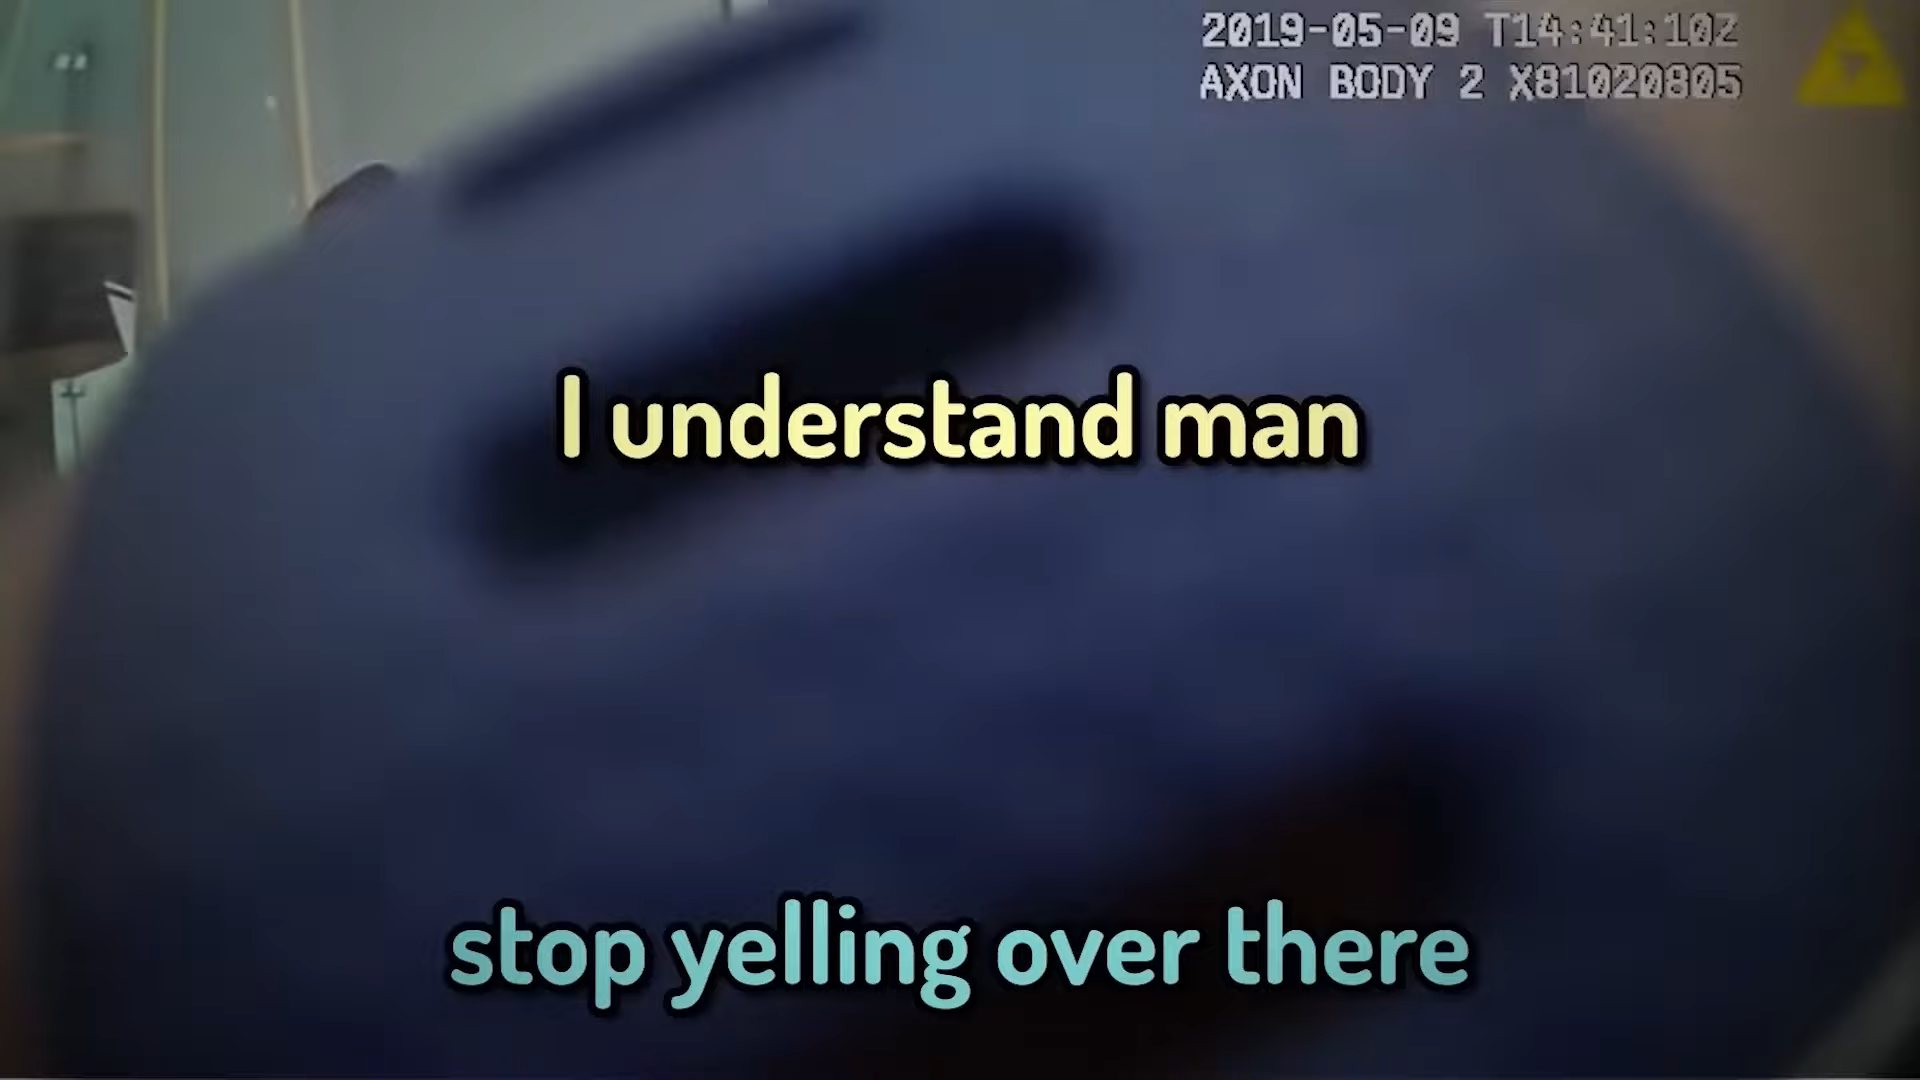 2019-05-09 T14:41:10Z
AXON BODY 2 X81020805
I understand man
stop yelling over there